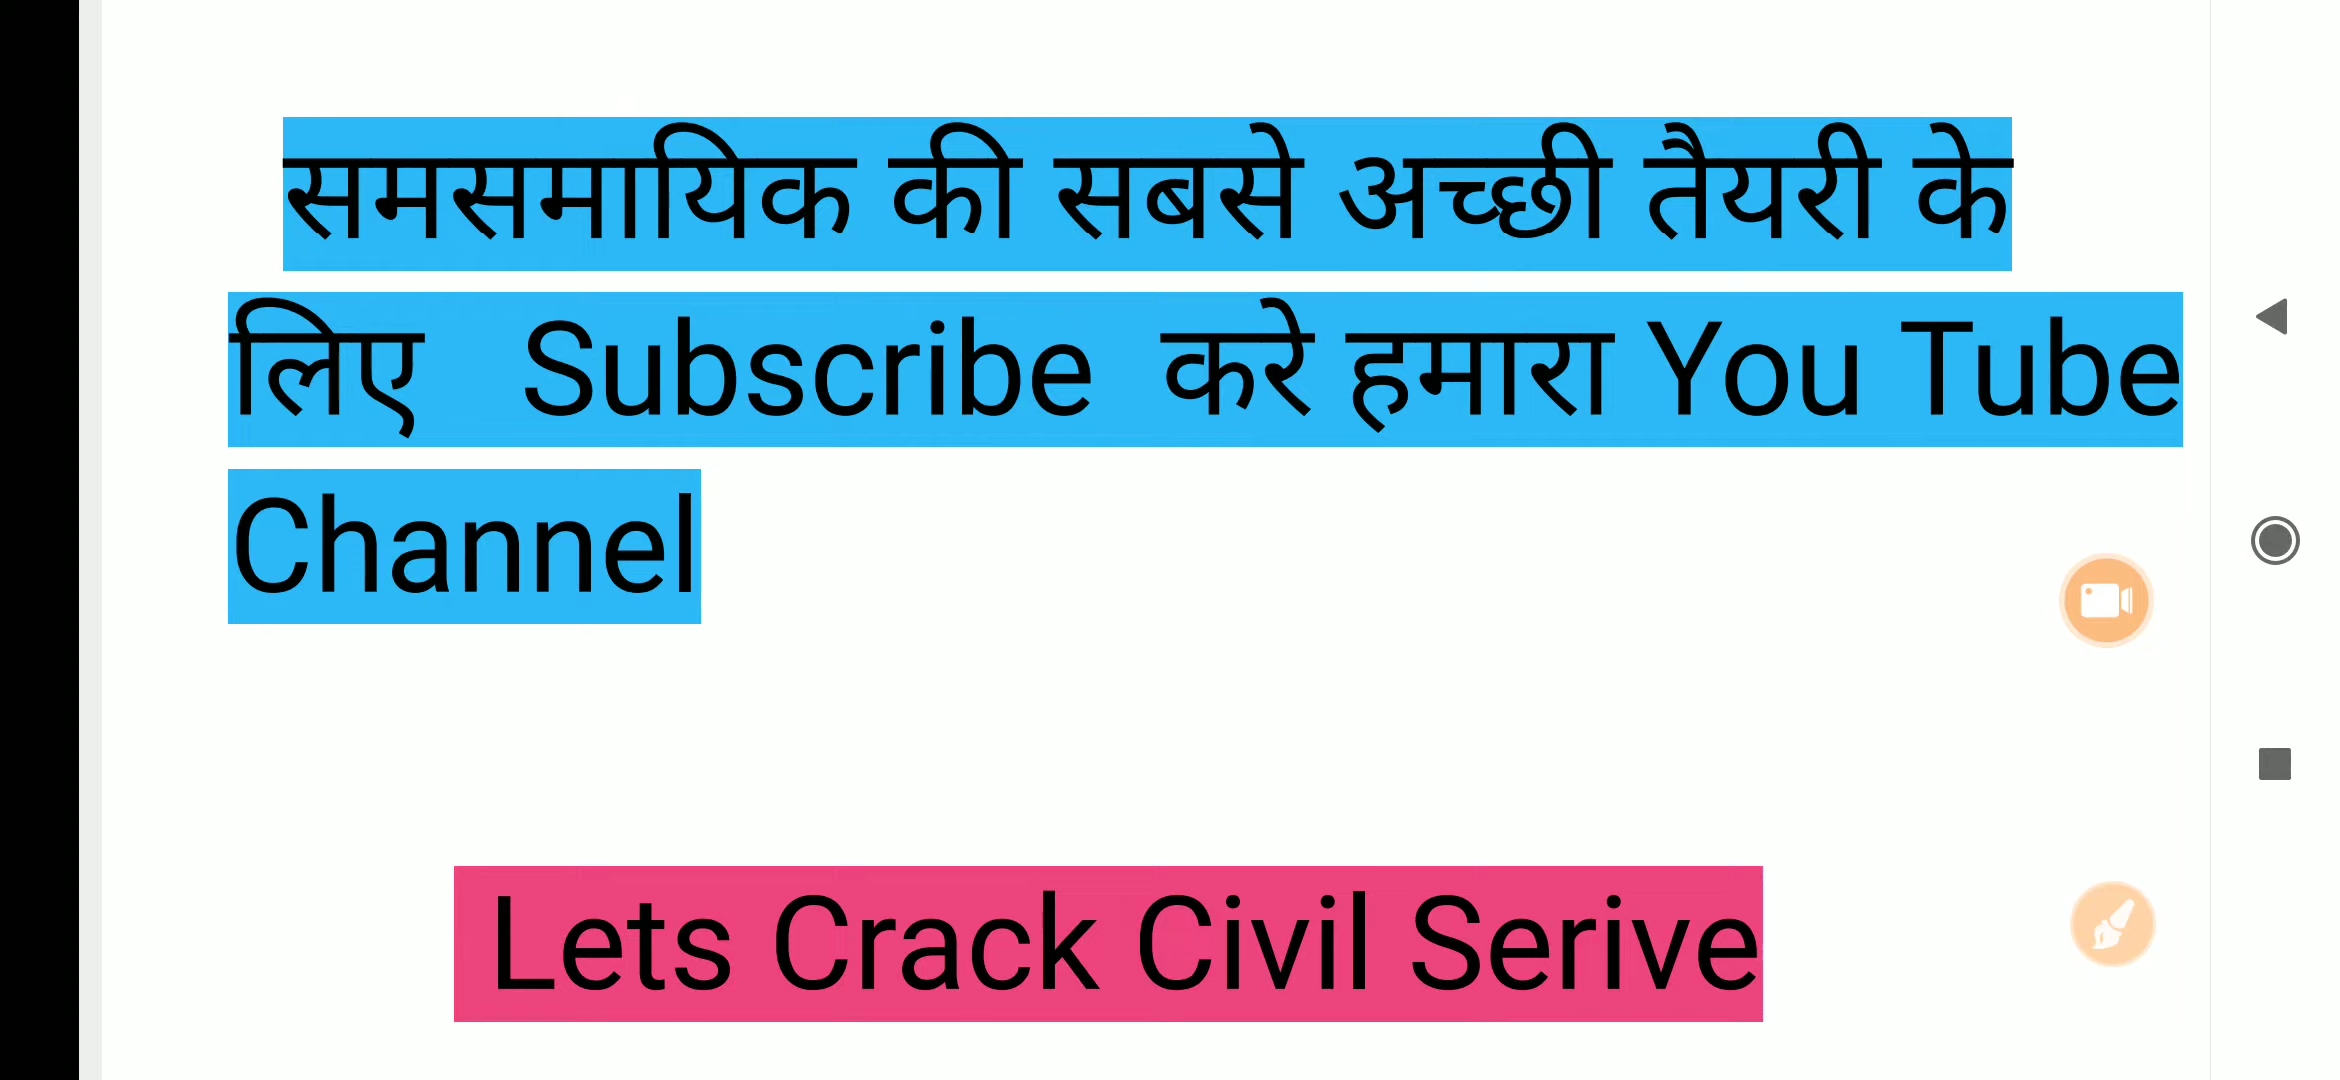 समसमायिक की सबसे अच्छी तैयरी के
लिए Subscribe करे हमारा You Tube
Channel
Lets Crack Civil Serive